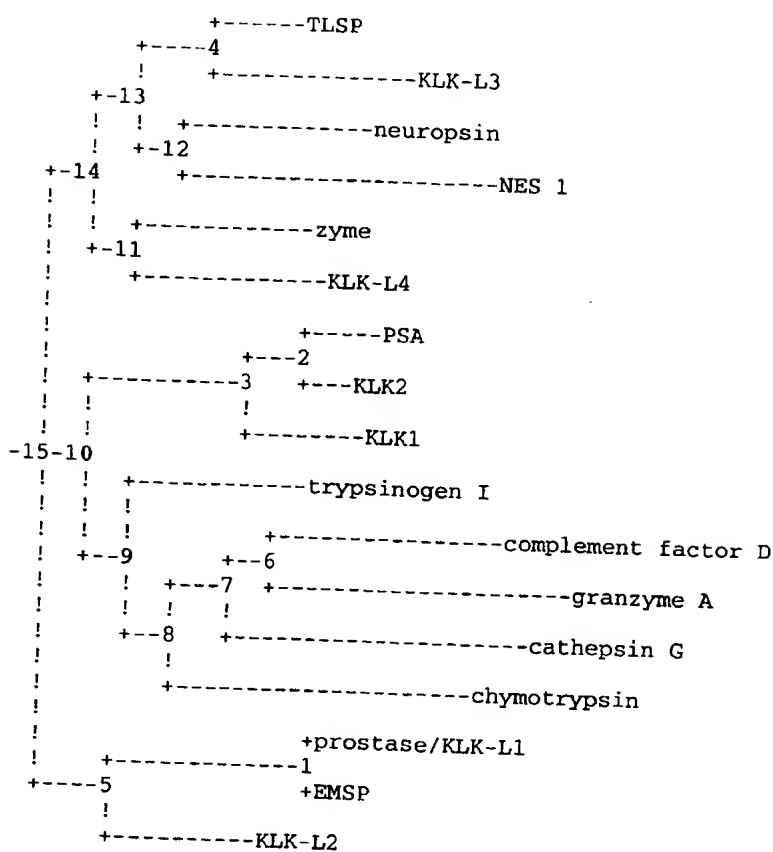 +------TLSP
+-----4
! +-------------KLK-L3
+-13
! ! +------------neuropsin
! +-12
+-14 +--------------------NES 1
! !
! ! +------------zyme
! +-11
! +------------KLK-L4
!
! +-----PSA
! +---2
! +----------3 +---KLK2
! ! !
! ! +--------KLK1
-15-10
! ! +------------trypsinogen I
! ! !
! ! ! +---------------complement factor D
! +--9 +--6
! ! +---7 +--------------------granzyme A
! ! ! !
! +--8 +--------------------cathepsin G
! !
! +--------------------chymotrypsin
!
! +prostase/KLK-L1
! +-------------1
+----5 +EMSP
!
+----------KLK-L2